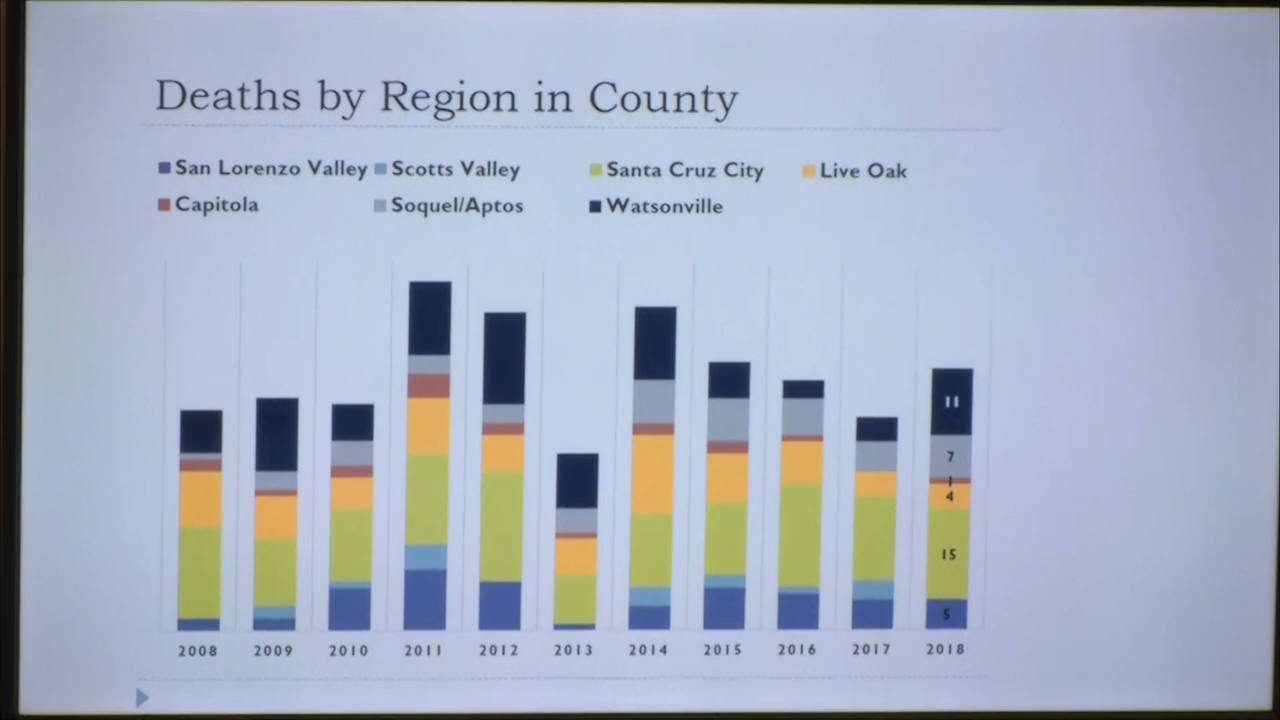 Deaths by Region in County
San Lorenzo Valley Scotts Valley Santa Cruz City Live Oak
Capitola Soquel/Aptos Watsonville
11
7
1
4
15
5
2008 2009 2010 2011 2012 2013 2014 2015 2016 2017 2018